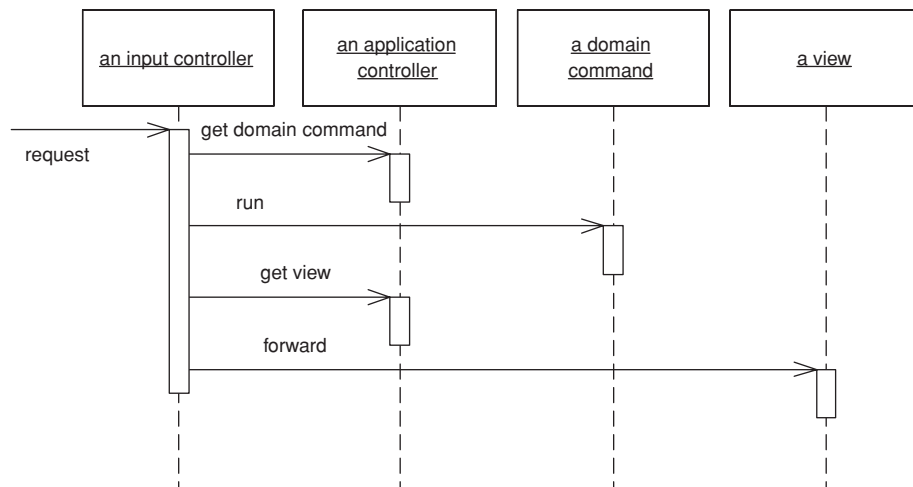 an input controller
an application
controller
a domain
command
a view
request
get domain command
run
get view
forward